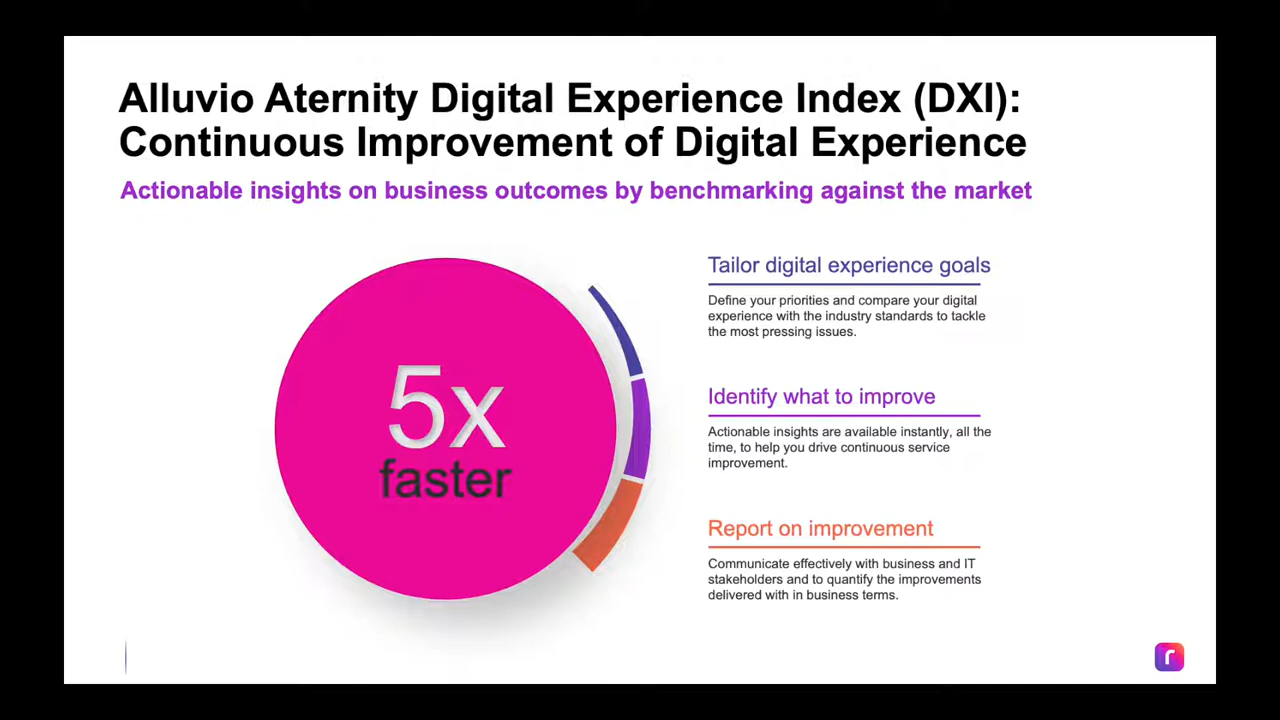 Alluvio Aternity Digital Experience Index (DXI):
Continuous Improvement of Digital Experience
Actionable insights on business outcomes by benchmarking against the market
5x
faster
Tailor digital experience goals
Define your priorities and compare your digital
experience with the industry standards to tackle
the most pressing issues.
Identify what to improve
Actionable insights are available instantly, all the
time, to help you drive continuous service
improvement.
Report on improvement
Communicate effectively with business and IT
stakeholders and to quantify the improvements
delivered with in business terms.
r